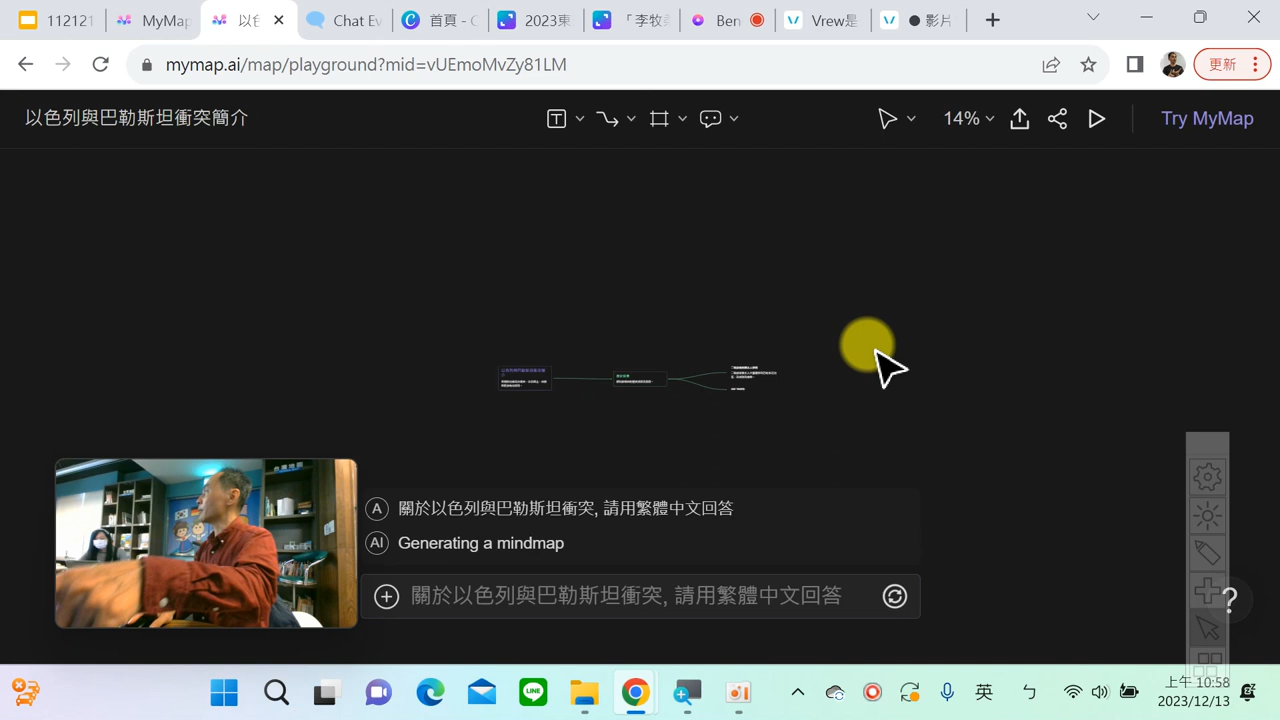 112121
MyMap
以色
Chat Ev
首頁 - C
2023東
「李牧美
Ben
Vrew是
影片
mymap.ai/map/playground?mid=vUEmoMvZy81LM
更新
以色列與巴勒斯坦衝突簡介
14%
Try MyMap
A 關於以色列與巴勒斯坦衝突, 請用繁體中文回答
AI Generating a mindmap
關於以色列與巴勒斯坦衝突, 請用繁體中文回答
?
LINE
英
ㄅ
上午 10:58
2023/12/13